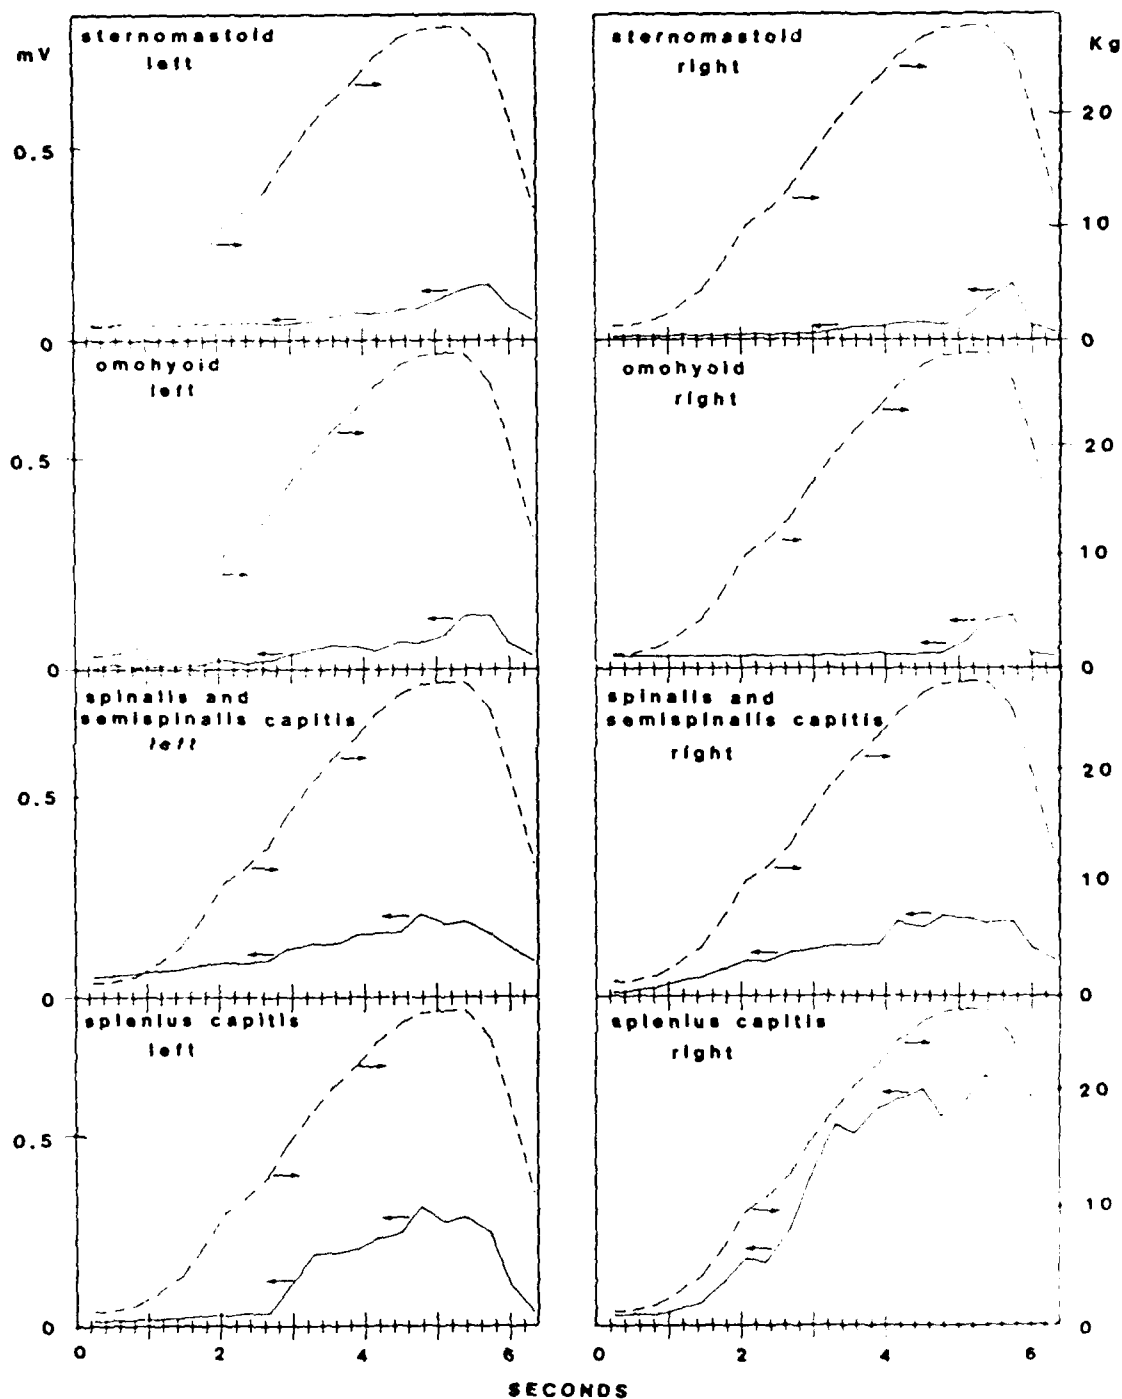 mV
sternomastoid
left
0.5
0
sternomastoid
right
Kg
20
10
0
omohyoid
left
0.5
0
omohyoid
right
20
10
0
spinalis and
semispinalis capitis
left
0.5
0
spinalis and
semispinalis capitis
right
20
10
0
splenius capitis
left
0.5
0
splenius capitis
right
20
10
0
0 2 4 6
0 2 4 6
SECONDS